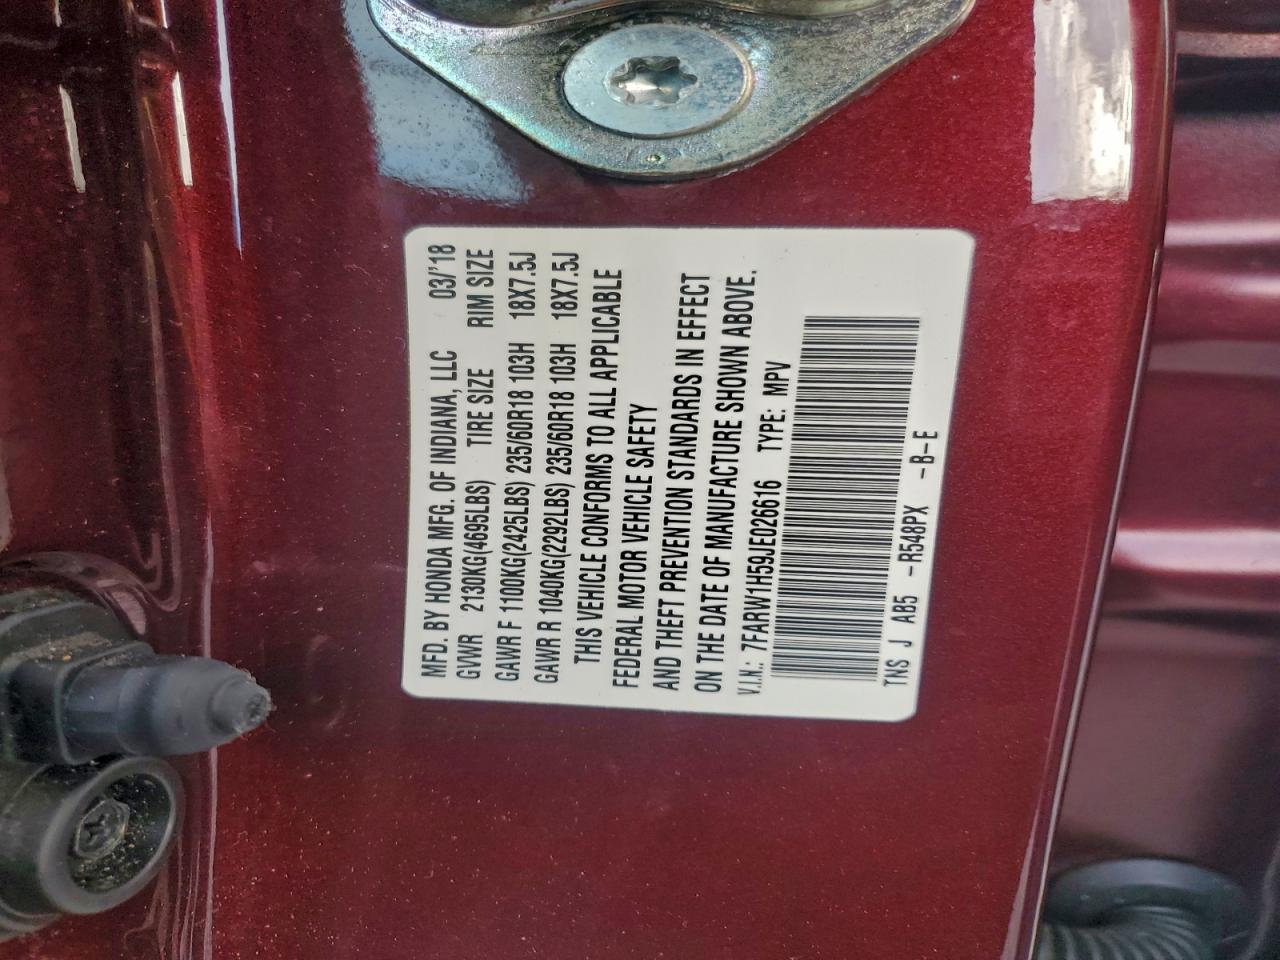 MFD. BY HONDA MFG. OF INDIANA, LLC 03/'18
GVWR 2130KG(4695LBS) TIRE SIZE RIM SIZE
GAWR F 1100KG(2425LBS) 235/60R18 103H 18X7.5J
GAWR R 1040KG(2292LBS) 235/60R18 103H 18X7.5J
THIS VEHICLE CONFORMS TO ALL APPLICABLE
FEDERAL MOTOR VEHICLE SAFETY
AND THEFT PREVENTION STANDARDS IN EFFECT
ON THE DATE OF MANUFACTURE SHOWN ABOVE.
V.I.N.: 7FARW1H59JE026616 TYPE: MPV
TNS J AB5 -R548PX -B-E